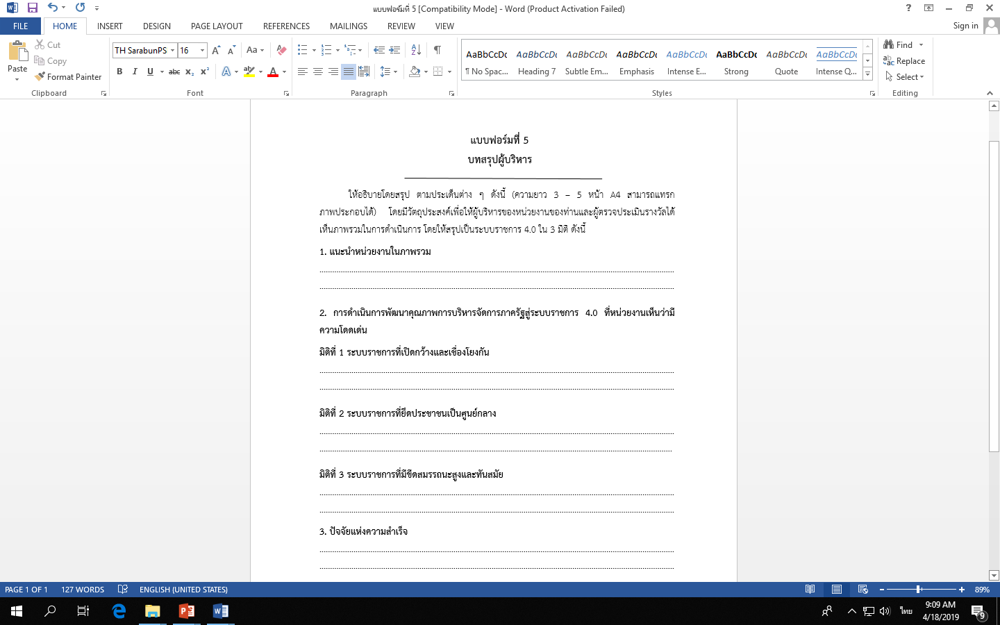 แบบฟอร์มที่ 5 [Compatibility Mode] - Word (Product Activation Failed)
FILE HOME INSERT DESIGN PAGE LAYOUT REFERENCES MAILINGS REVIEW VIEW Sign in
Paste
Cut
Copy
Format Painter
TH SarabunPS 16
AaBbCcDc AaBbCcDc AaBbCcDc AaBbCcDc AaBbCcDc AaBbCcDc AaBbCcDc AaBbCcDc
¶ No Spac... Heading 7 Subtle Em... Emphasis Intense E... Strong Quote Intense Q...
Find
Replace
Select
Clipboard Font Paragraph Styles Editing
แบบฟอร์มที่ 5
บทสรุปผู้บริหาร
ให้อธิบายโดยสรุป ตามประเด็นต่าง ๆ ดังนี้ (ความยาว 3 – 5 หน้า A4 สามารถแทรก
ภาพประกอบได้) โดยมีวัตถุประสงค์เพื่อให้ผู้บริหารของหน่วยงานของท่านและผู้ตรวจประเมินรางวัลได้
เห็นภาพรวมในการดำเนินการ โดยให้สรุปเป็นระบบราชการ 4.0 ใน 3 มิติ ดังนี้
1. แนะนำหน่วยงานในภาพรวม
2. การดำเนินการพัฒนาคุณภาพการบริหารจัดการภาครัฐสู่ระบบราชการ 4.0 ที่หน่วยงานเห็นว่ามี
ความโดดเด่น
มิติที่ 1 ระบบราชการที่เปิดกว้างและเชื่องโยงกัน
มิติที่ 2 ระบบราชการที่ยึดประชาชนเป็นศูนย์กลาง
มิติที่ 3 ระบบราชการที่มีขีดสมรรถนะสูงและทันสมัย
3. ปัจจัยแห่งความสำเร็จ
PAGE 1 OF 1 127 WORDS ENGLISH (UNITED STATES) 89%
ไทย
9:09 AM
4/18/2019
9